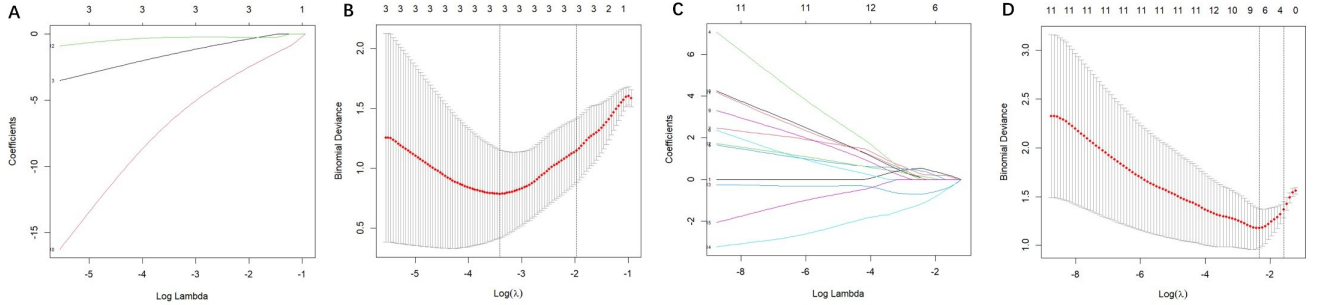 A
3 3 3 3 1
0 -5 -10 -15
Coefficients
12
3
10
-5 -4 -3 -2 -1
Log Lambda
B
3 3 3 3 3 3 3 3 3 3 3 3 3 2 1
2.0 1.5 1.0 0.5
Binomial Deviance
-5 -4 -3 -2 -1
Log(λ)
C
11 11 12 6
6 4 2 0 -2
Coefficients
4
-8 -6 -4 -2
Log Lambda
D
11 11 11 11 11 11 11 11 12 10 9 6 4 0
3.0 2.5 2.0 1.5 1.0
Binomial Deviance
-8 -6 -4 -2
Log(λ)